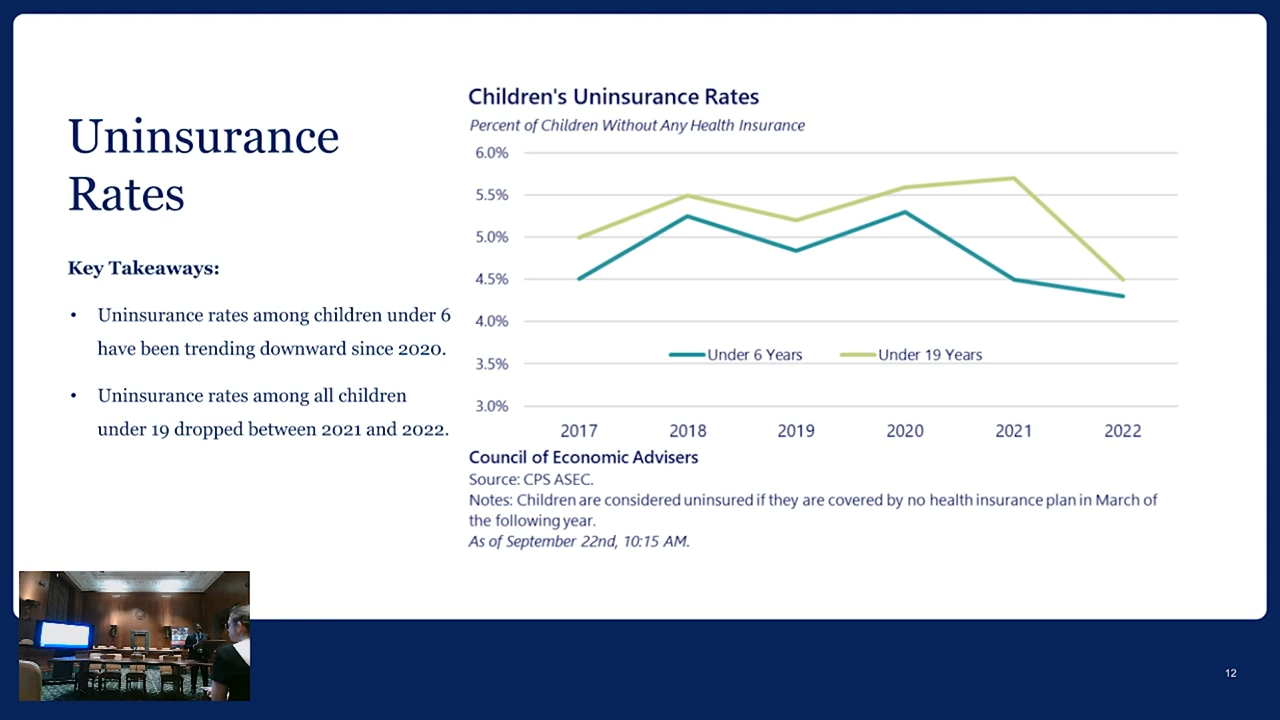 Uninsurance
Rates
Key Takeaways:
• Uninsurance rates among children under 6
have been trending downward since 2020.
• Uninsurance rates among all children
under 19 dropped between 2021 and 2022.
Children's Uninsurance Rates
Percent of Children Without Any Health Insurance
6.0%
5.5%
5.0%
4.5%
4.0%
3.5%
3.0%
Under 6 Years Under 19 Years
2017 2018 2019 2020 2021 2022
Council of Economic Advisers
Source: CPS ASEC.
Notes: Children are considered uninsured if they are covered by no health insurance plan in March of
the following year.
As of September 22nd, 10:15 AM.
12